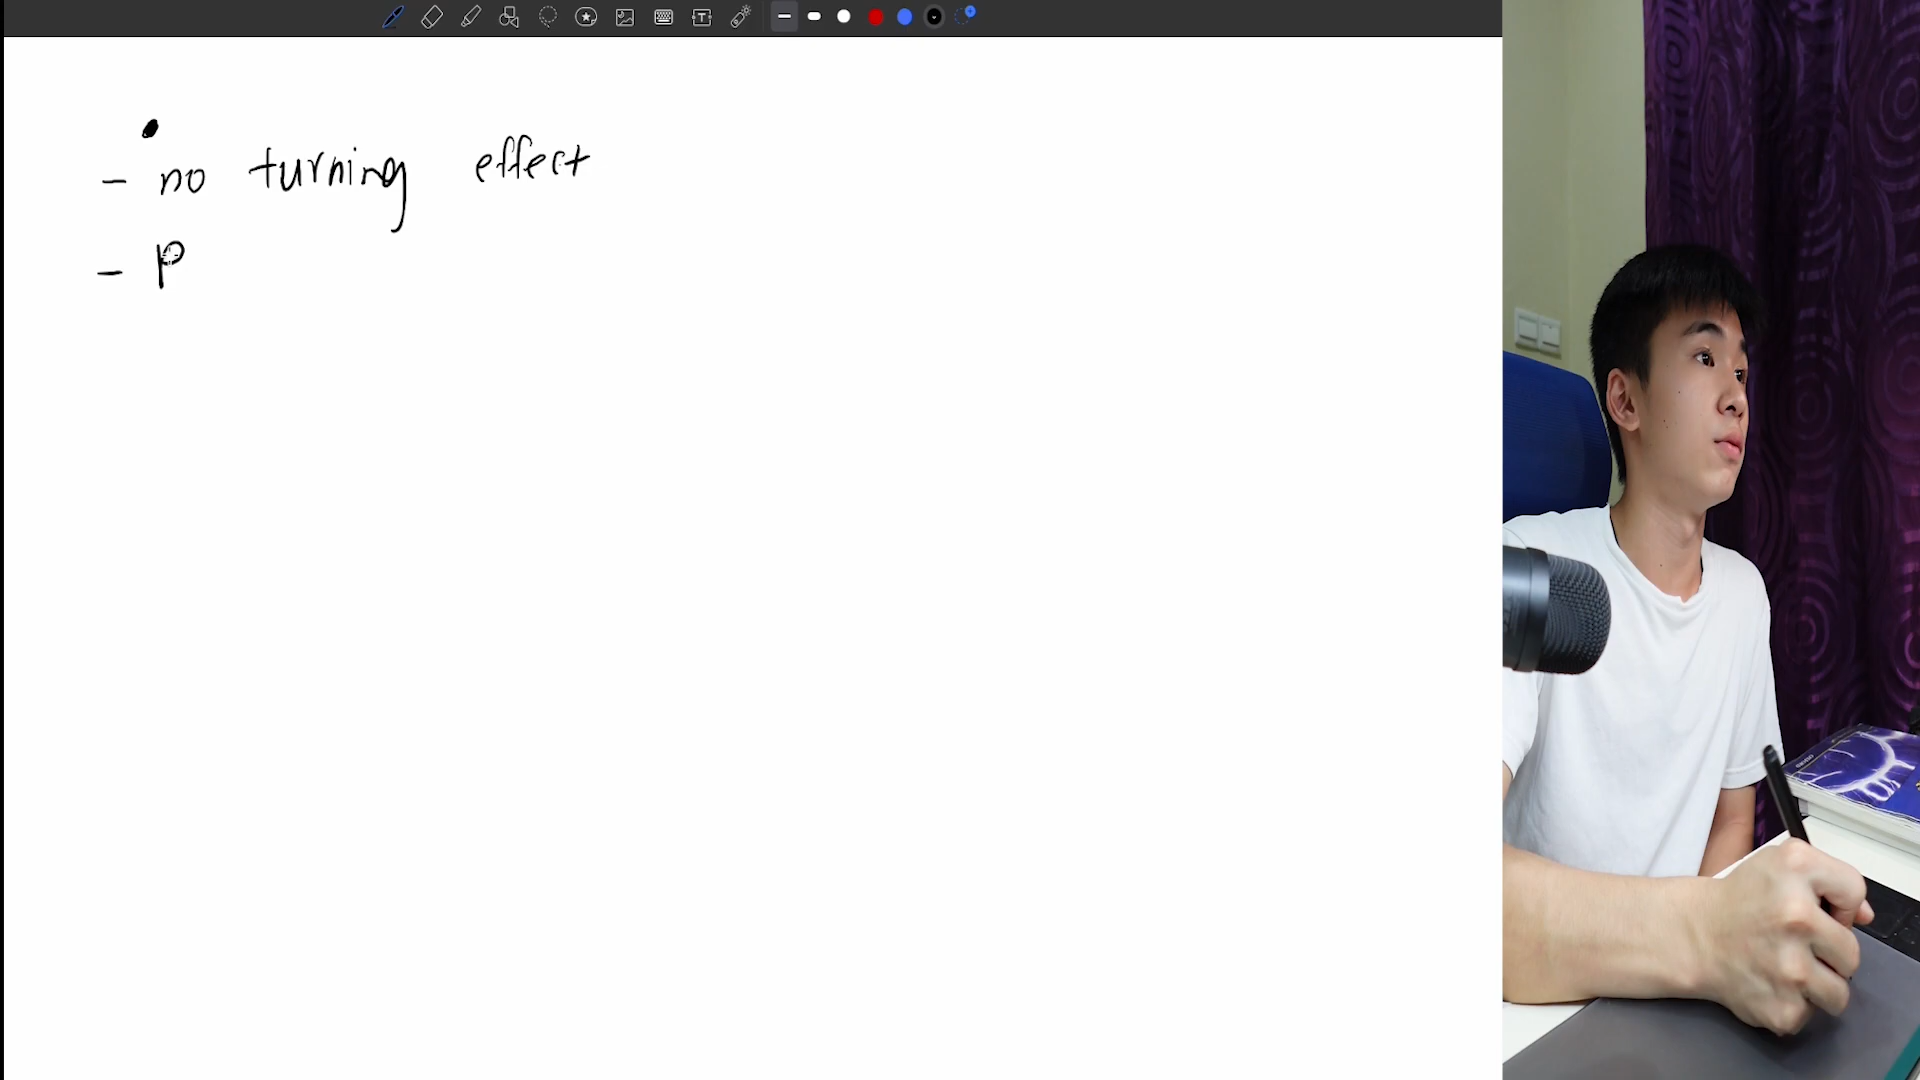 - no turning effect
- P